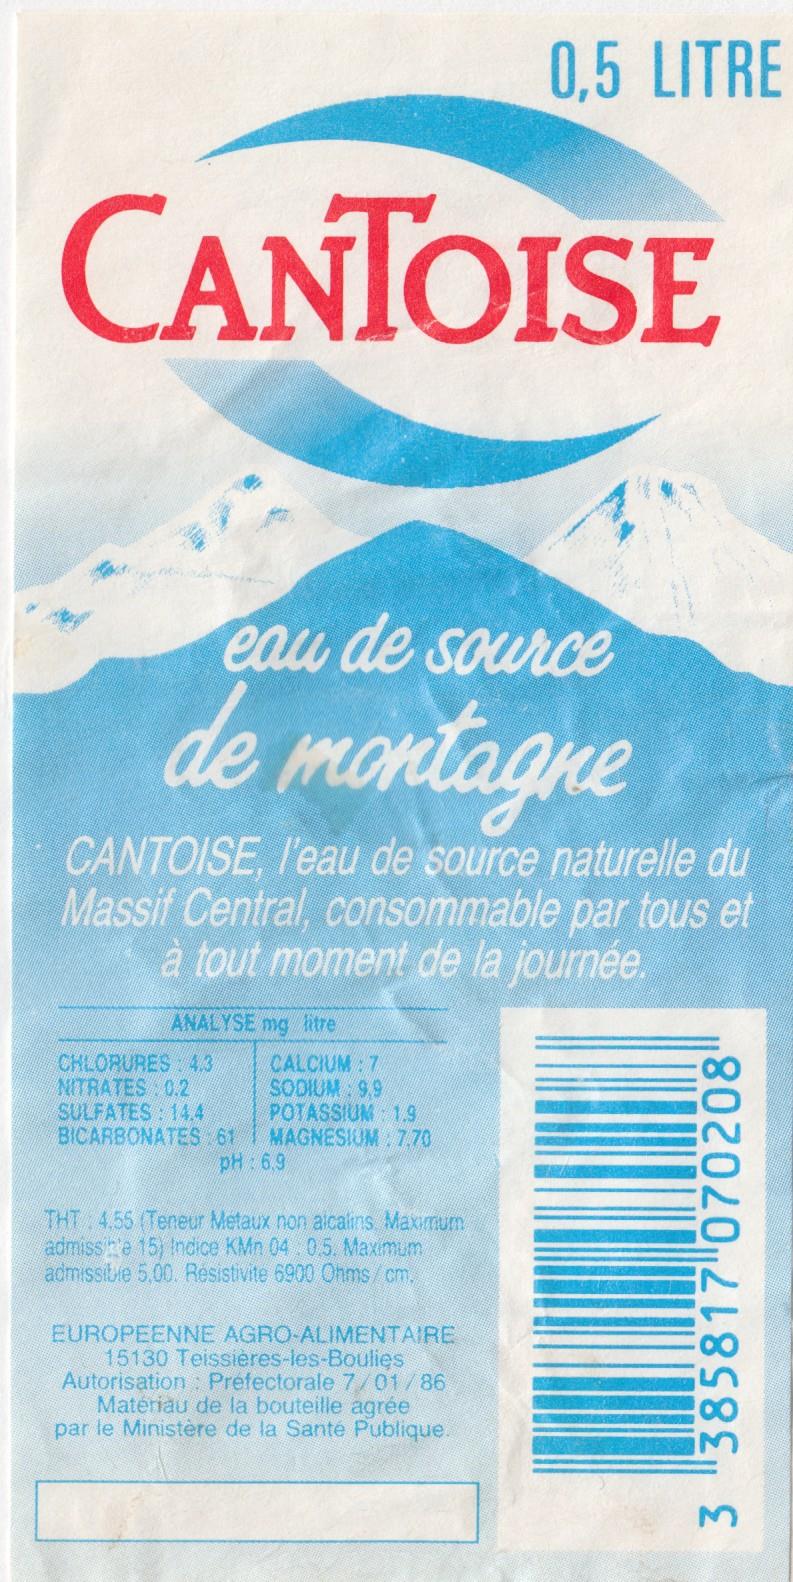 0,5 LITRE
CANTOISE
eau de source
de montagne
CANTOISE, l'eau de source naturelle du
Massif Central, consommable par tous et
à tout moment de la journée.
ANALYSE mg litre
CHLORURES : 4.3
NITRATES : 0.2
SULFATES : 14.4
BICARBONATES : 61
CALCIUM : 7
SODIUM : 9,9
POTASSIUM : 1.9
MAGNESIUM : 7,70
pH : 6.9
THT : 4.55 (Teneur Métaux non alcalins. Maximum
admissible 15) Indice KMn 04 : 0.5. Maximum
admissible 5,00. Résistivité 6900 Ohms / cm.
EUROPEENNE AGRO-ALIMENTAIRE
15130 Teissières-les-Boulies
Autorisation : Préfectorale 7 / 01 / 86
Matériau de la bouteille agrée
par le Ministère de la Santé Publique.
3 385817 070208